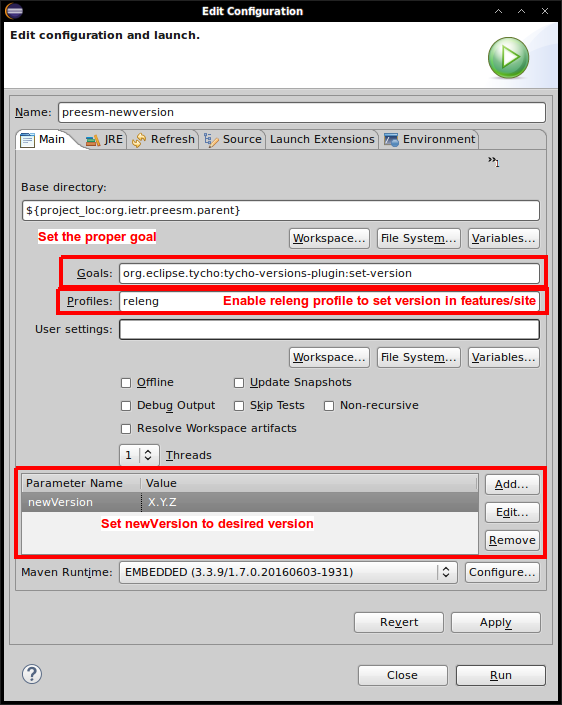 Edit Configuration
Edit configuration and launch.
Name: preesm-newversion
Main JRE Refresh Source Launch Extensions Environment
»1
Base directory:
${project_loc:org.ietr.preesm.parent}
Set the proper goal
Workspace... File System... Variables...
Goals: org.eclipse.tycho:tycho-versions-plugin:set-version
Profiles: releng Enable releng profile to set version in features/site
User settings:
Workspace... File System... Variables...
Offline Update Snapshots
Debug Output Skip Tests Non-recursive
Resolve Workspace artifacts
1 Threads
Parameter Name Value Add...
newVersion X.Y.Z
Set newVersion to desired version Edit...
Remove
Maven Runtime: EMBEDDED (3.3.9/1.7.0.20160603-1931) Configure...
Revert Apply
? Close Run